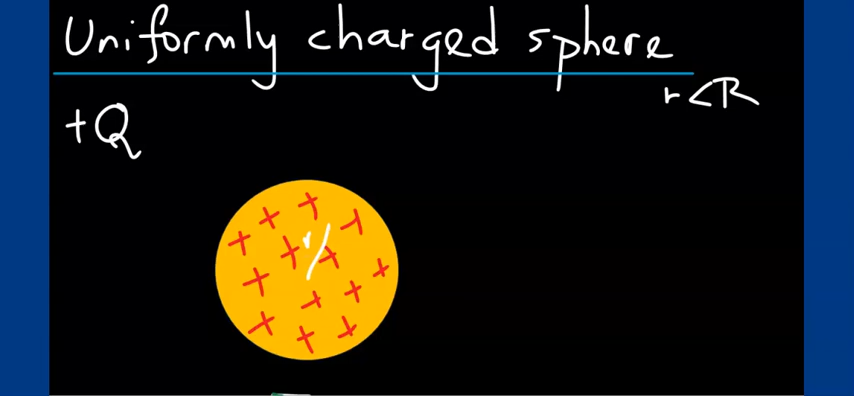 Uniformly charged sphere
r<R
+Q
+ + + +
+ + +
+ + + +
+ + +
r